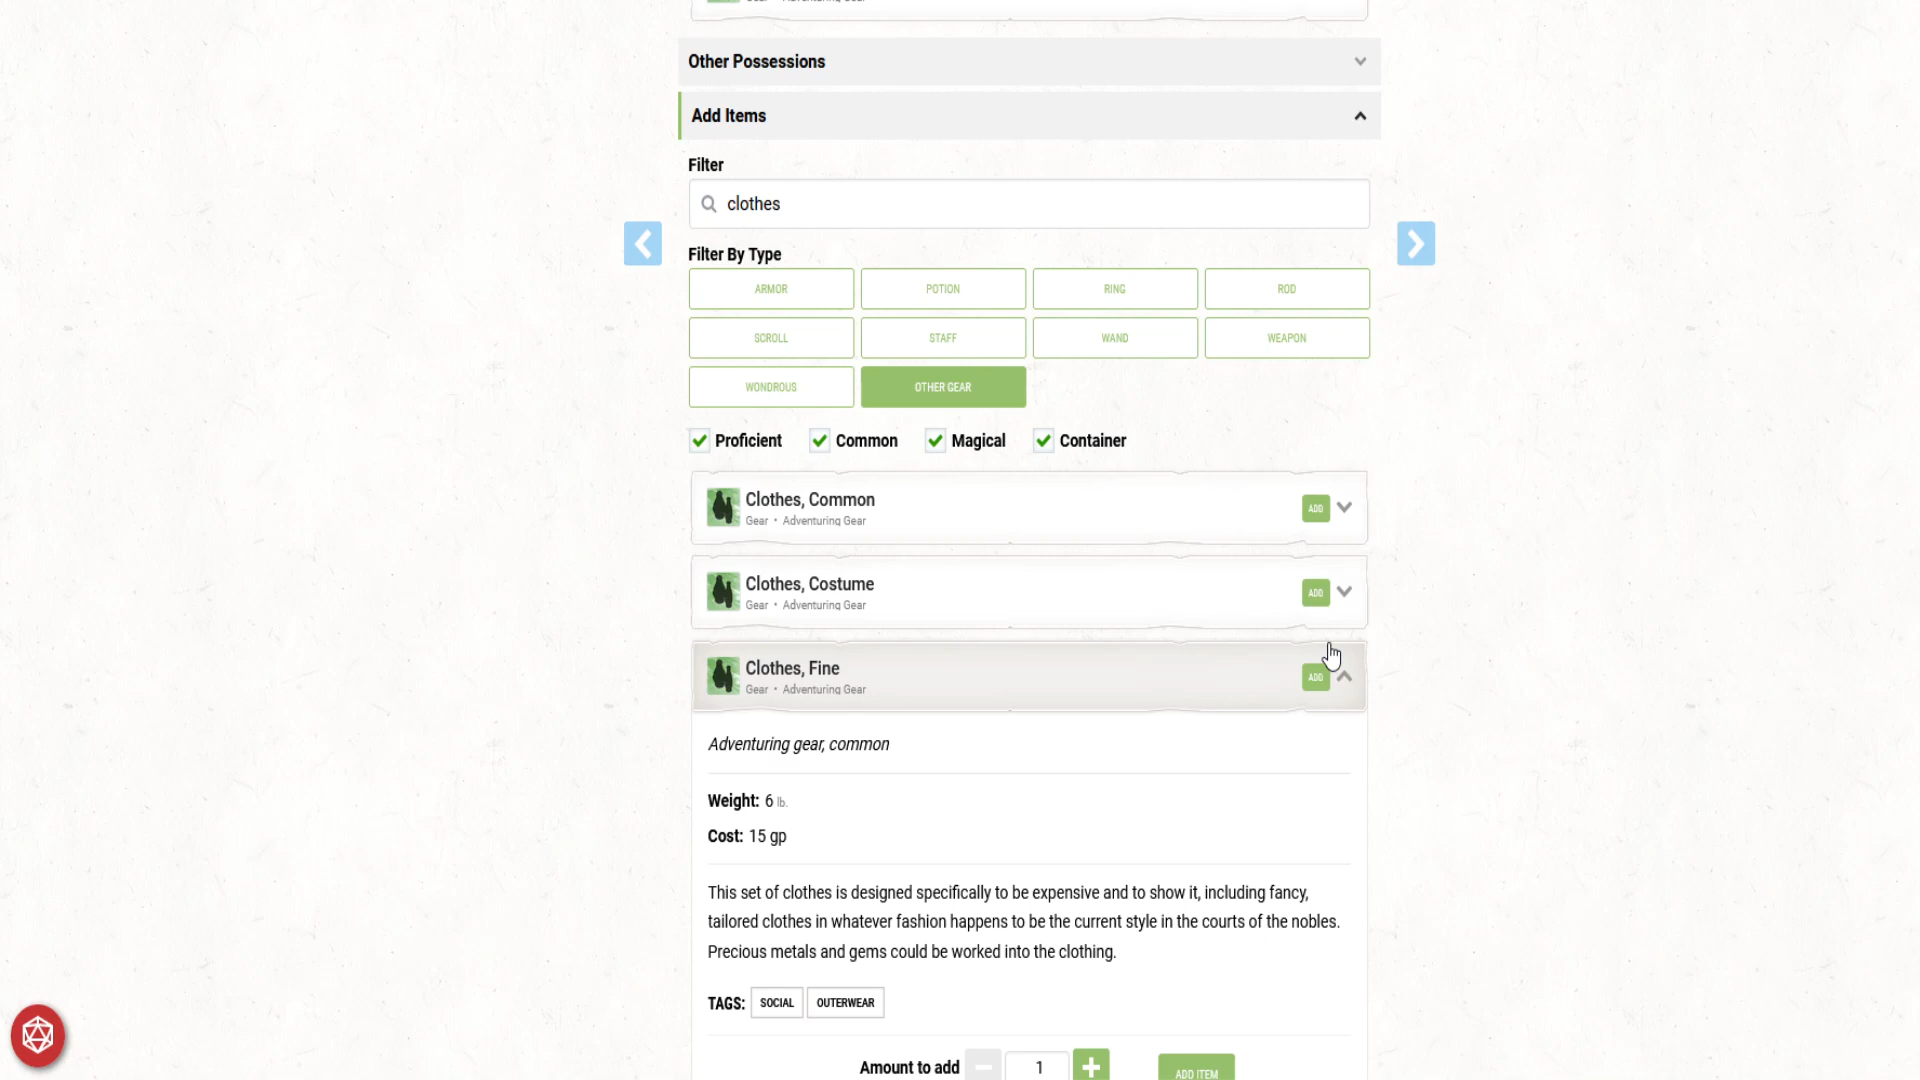 Other Possessions
Add Items
Filter
clothes
Filter By Type
ARMOR POTION RING ROD
SCROLL STAFF WAND WEAPON
WONDROUS OTHER GEAR
Proficient Common Magical Container
Clothes, Common
Gear • Adventuring Gear
ADD
Clothes, Costume
Gear • Adventuring Gear
ADD
Clothes, Fine
Gear • Adventuring Gear
ADD
Adventuring gear, common
Weight: 6 lb.
Cost: 15 gp
This set of clothes is designed specifically to be expensive and to show it, including fancy,
tailored clothes in whatever fashion happens to be the current style in the courts of the nobles.
Precious metals and gems could be worked into the clothing.
TAGS: SOCIAL OUTERWEAR
Amount to add 1 ADD ITEM